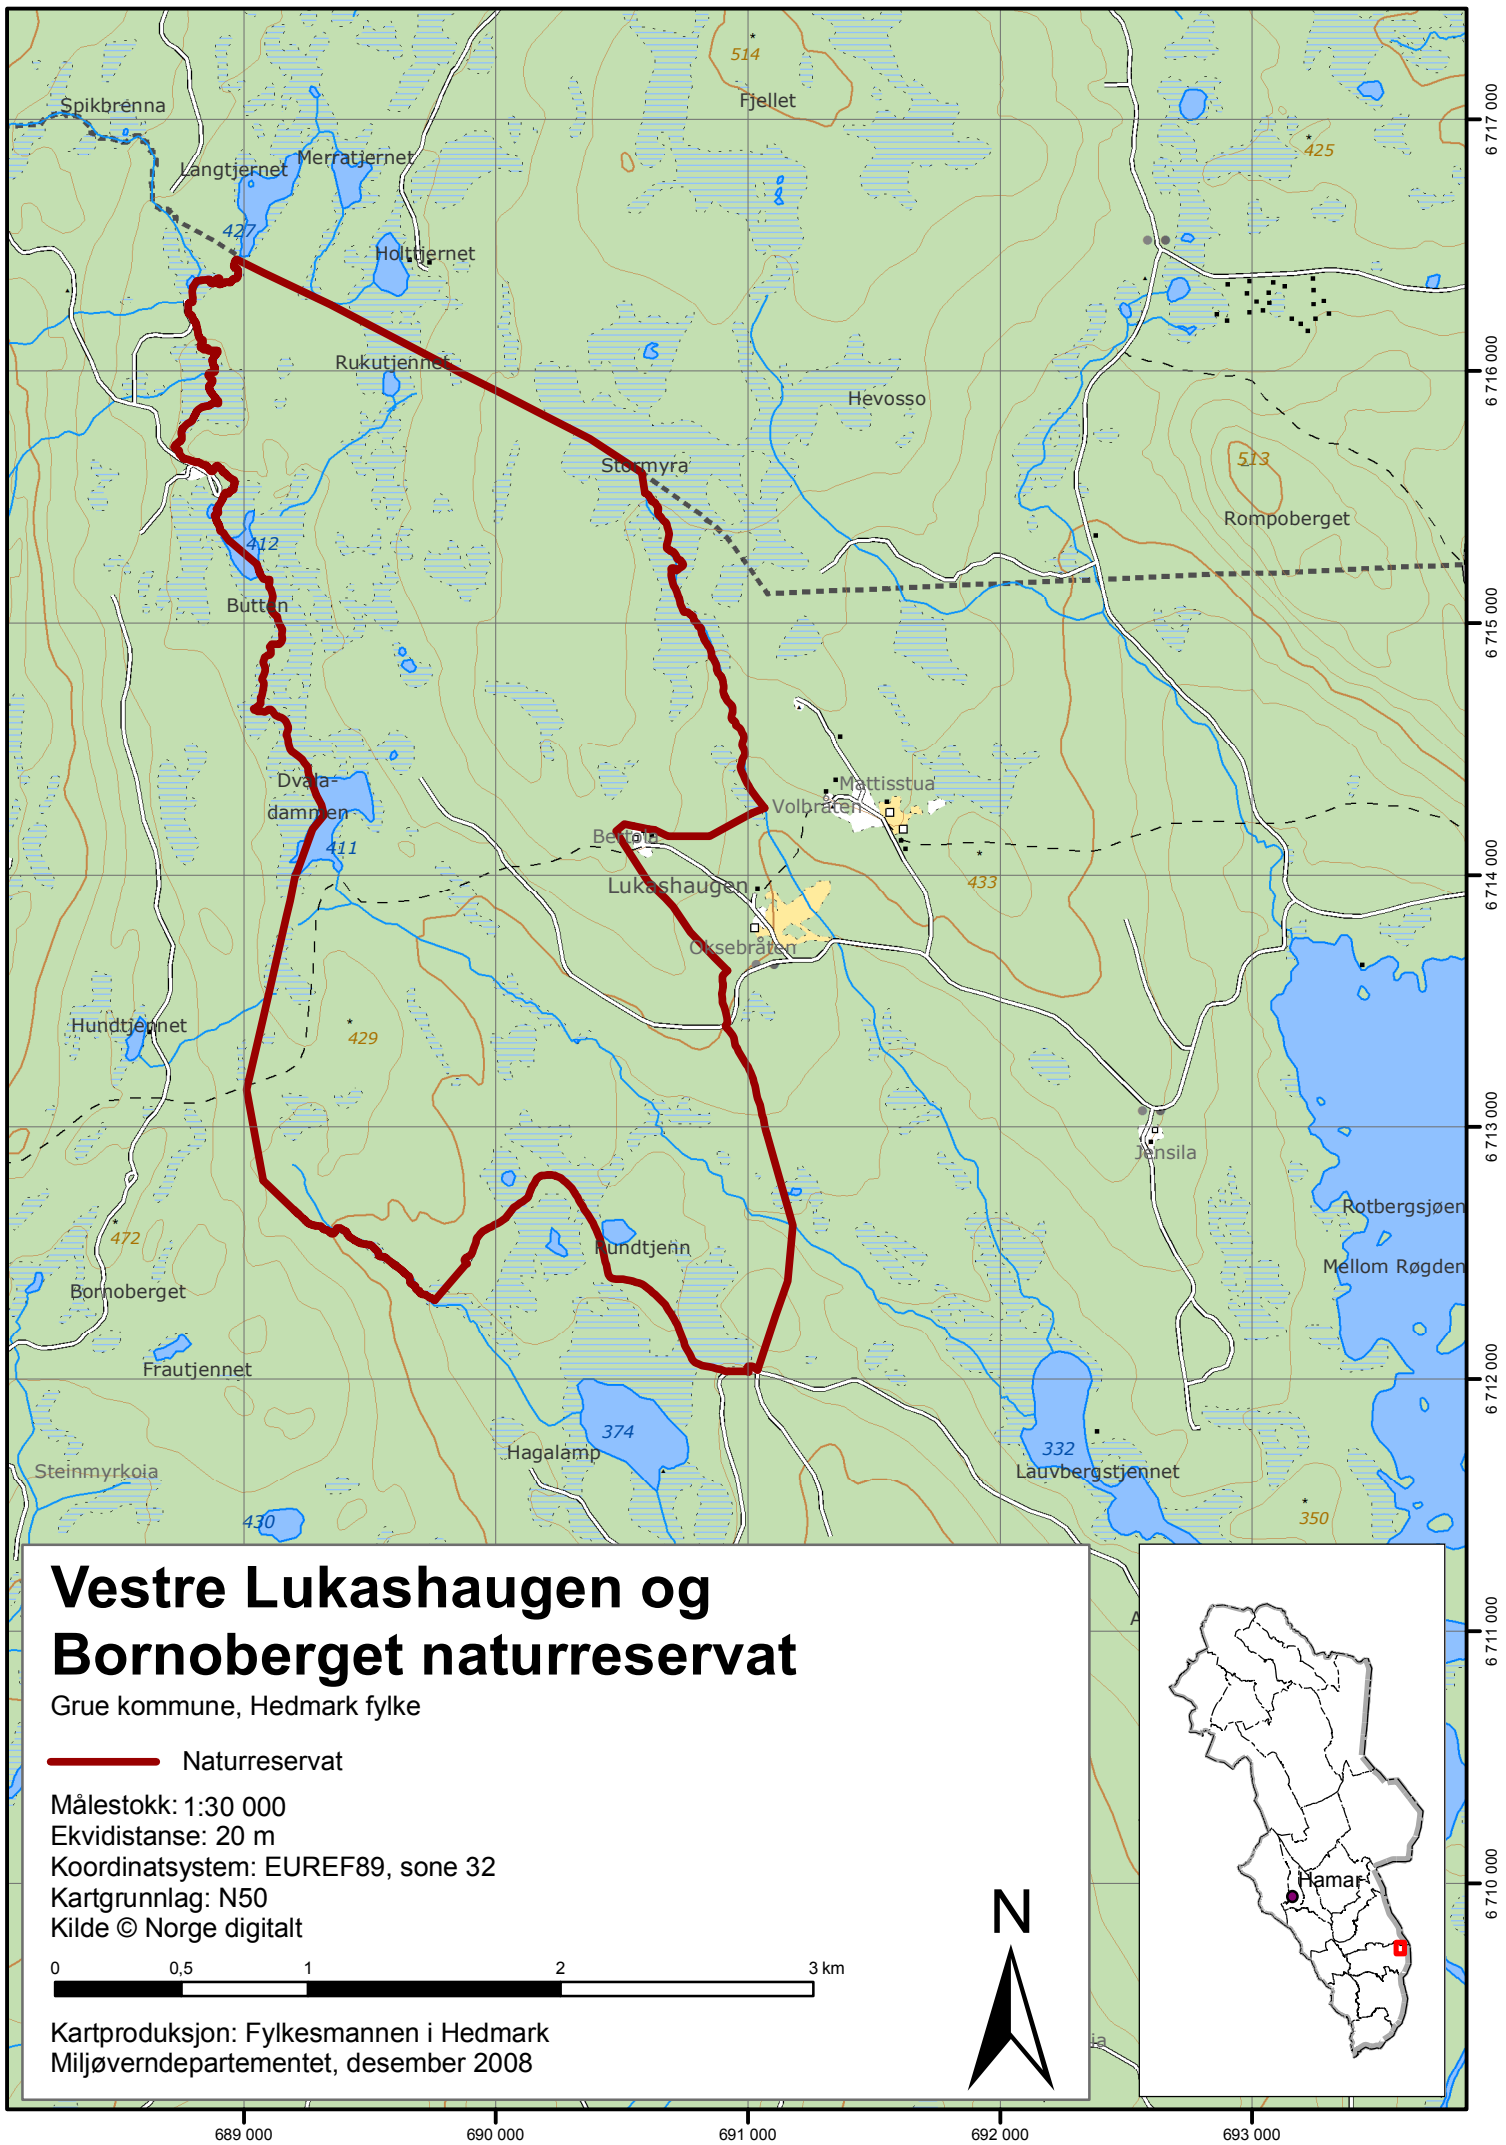 514
Fjellet
Spikbrenna
6 717 000
425
Merratjernet
Langtjernet
427
Holttjernet
Rukutjennet
6 716 000
Hevosso
513
Stormyra
Rompoberget
412
Butten
6 715 000
Dvala-
dammen
Mattisstua
Volbråten
Bertola
411
6 714 000
433
Lukashaugen
Oksebråten
Hundtjennet
429
6 713 000
Jensila
Rotbergsjøen
472
Pundtjenn
Mellom Røgden
Bornoberget
Frautjennet
6 712 000
374
Hagalamp
332
Lauvbergstjennet
Steinmyrkoia
430
350
Vestre Lukashaugen og
Bornoberget naturreservat
Grue kommune, Hedmark fylke
Naturreservat
Målestokk: 1:30 000
Ekvidistanse: 20 m
Koordinatsystem: EUREF89, sone 32
Kartgrunnlag: N50
Kilde © Norge digitalt
0 0,5 1 2 3 km
Kartproduksjon: Fylkesmannen i Hedmark
Miljøverndepartementet, desember 2008
N
6 711 000
Hamar
6 710 000
689 000 690 000 691 000 692 000 693 000